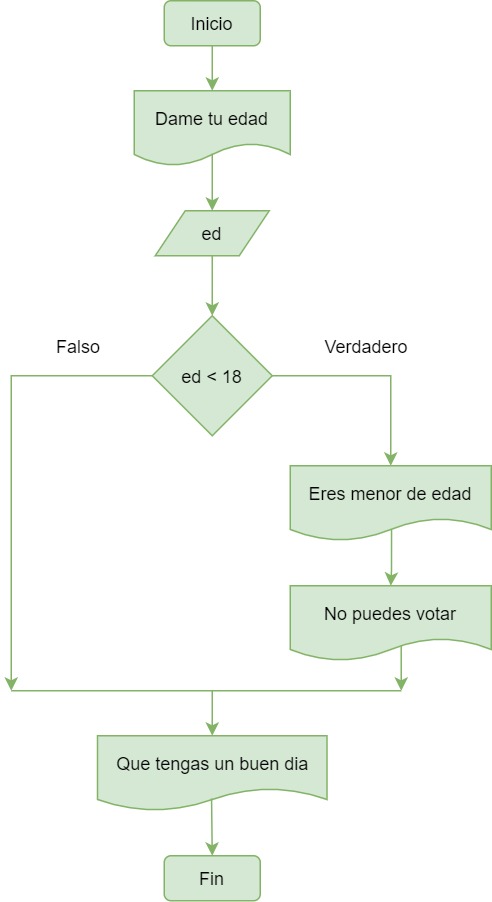 Inicio
Dame tu edad
ed
Falso
Verdadero
ed < 18
Eres menor de edad
No puedes votar
Que tengas un buen dia
Fin